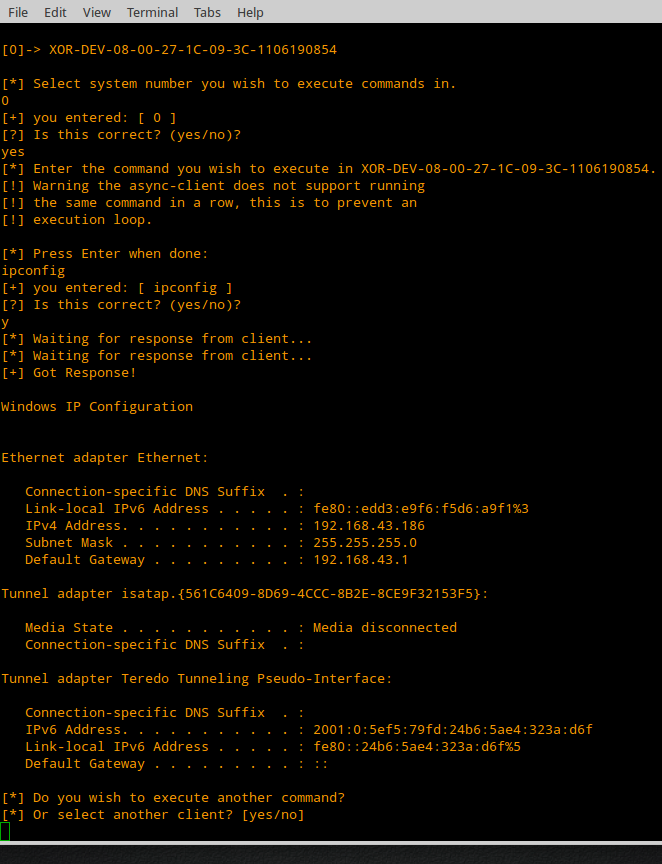 File Edit View Terminal Tabs Help
[0]-> XOR-DEV-08-00-27-1C-09-3C-1106190854
[*] Select system number you wish to execute commands in.
0
[+] you entered: [ 0 ]
[?] Is this correct? (yes/no)?
yes
[*] Enter the command you wish to execute in XOR-DEV-08-00-27-1C-09-3C-1106190854.
[!] Warning the async-client does not support running
[!] the same command in a row, this is to prevent an
[!] execution loop.
[*] Press Enter when done:
ipconfig
[+] you entered: [ ipconfig ]
[?] Is this correct? (yes/no)?
y
[*] Waiting for response from client...
[*] Waiting for response from client...
[+] Got Response!
Windows IP Configuration
Ethernet adapter Ethernet:
Connection-specific DNS Suffix  . :
Link-local IPv6 Address . . . . . : fe80::edd3:e9f6:f5d6:a9f1%3
IPv4 Address. . . . . . . . . . . : 192.168.43.186
Subnet Mask . . . . . . . . . . . : 255.255.255.0
Default Gateway . . . . . . . . . : 192.168.43.1
Tunnel adapter isatap.{561C6409-8D69-4CCC-8B2E-8CE9F32153F5}:
Media State . . . . . . . . . . . : Media disconnected
Connection-specific DNS Suffix  . :
Tunnel adapter Teredo Tunneling Pseudo-Interface:
Connection-specific DNS Suffix  . :
IPv6 Address. . . . . . . . . . . : 2001:0:5ef5:79fd:24b6:5ae4:323a:d6f
Link-local IPv6 Address . . . . . : fe80::24b6:5ae4:323a:d6f%5
Default Gateway . . . . . . . . . : ::
[*] Do you wish to execute another command?
[*] Or select another client? [yes/no]